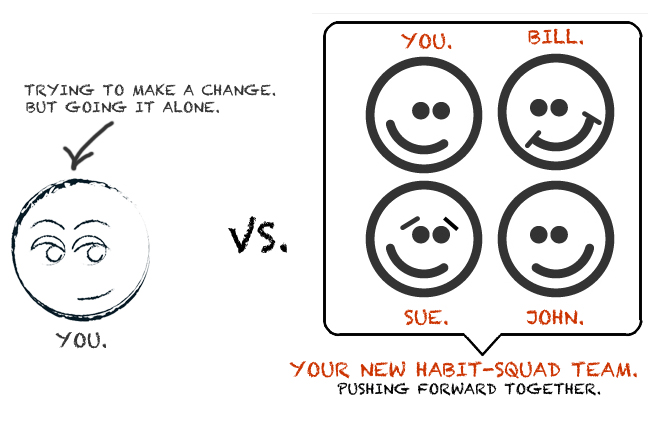 TRYING TO MAKE A CHANGE.
BUT GOING IT ALONE.
YOU.
VS.
YOU.
BILL.
SUE.
JOHN.
YOUR NEW HABIT-SQUAD TEAM.
PUSHING FORWARD TOGETHER.